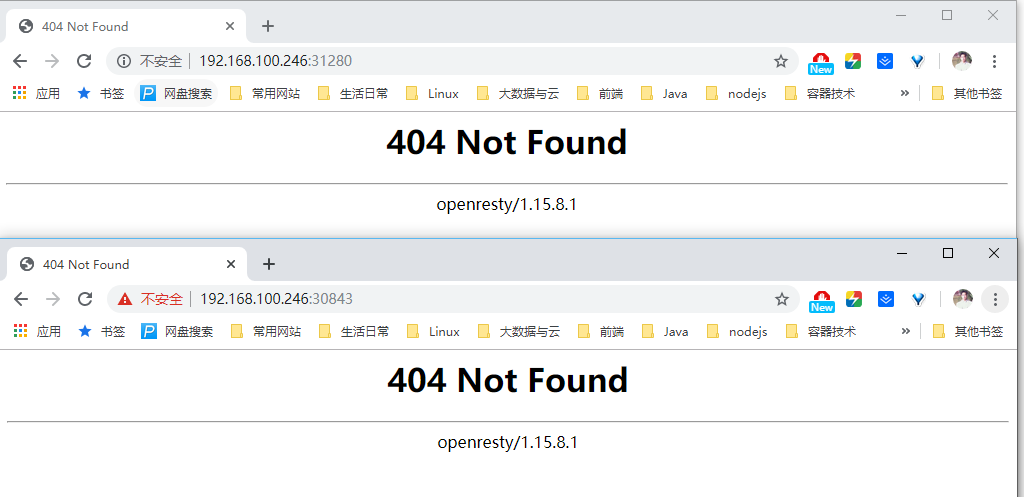 404 Not Found
不安全 192.168.100.246:31280
New
应用 书签 网盘搜索 常用网站 生活日常 Linux 大数据与云 前端 Java nodejs 容器技术 » 其他书签
404 Not Found
openresty/1.15.8.1
404 Not Found
不安全 192.168.100.246:30843
New
应用 书签 网盘搜索 常用网站 生活日常 Linux 大数据与云 前端 Java nodejs 容器技术 » 其他书签
404 Not Found
openresty/1.15.8.1